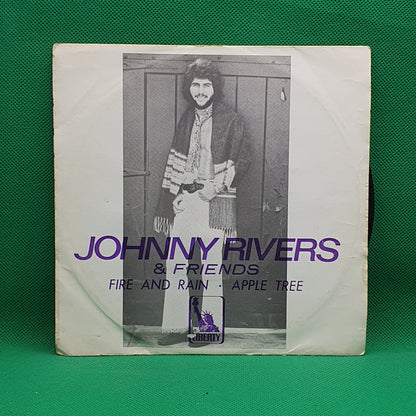 JOHNNY RIVERS
& FRIENDS
FIRE AND RAIN · APPLE TREE
LIBERTY